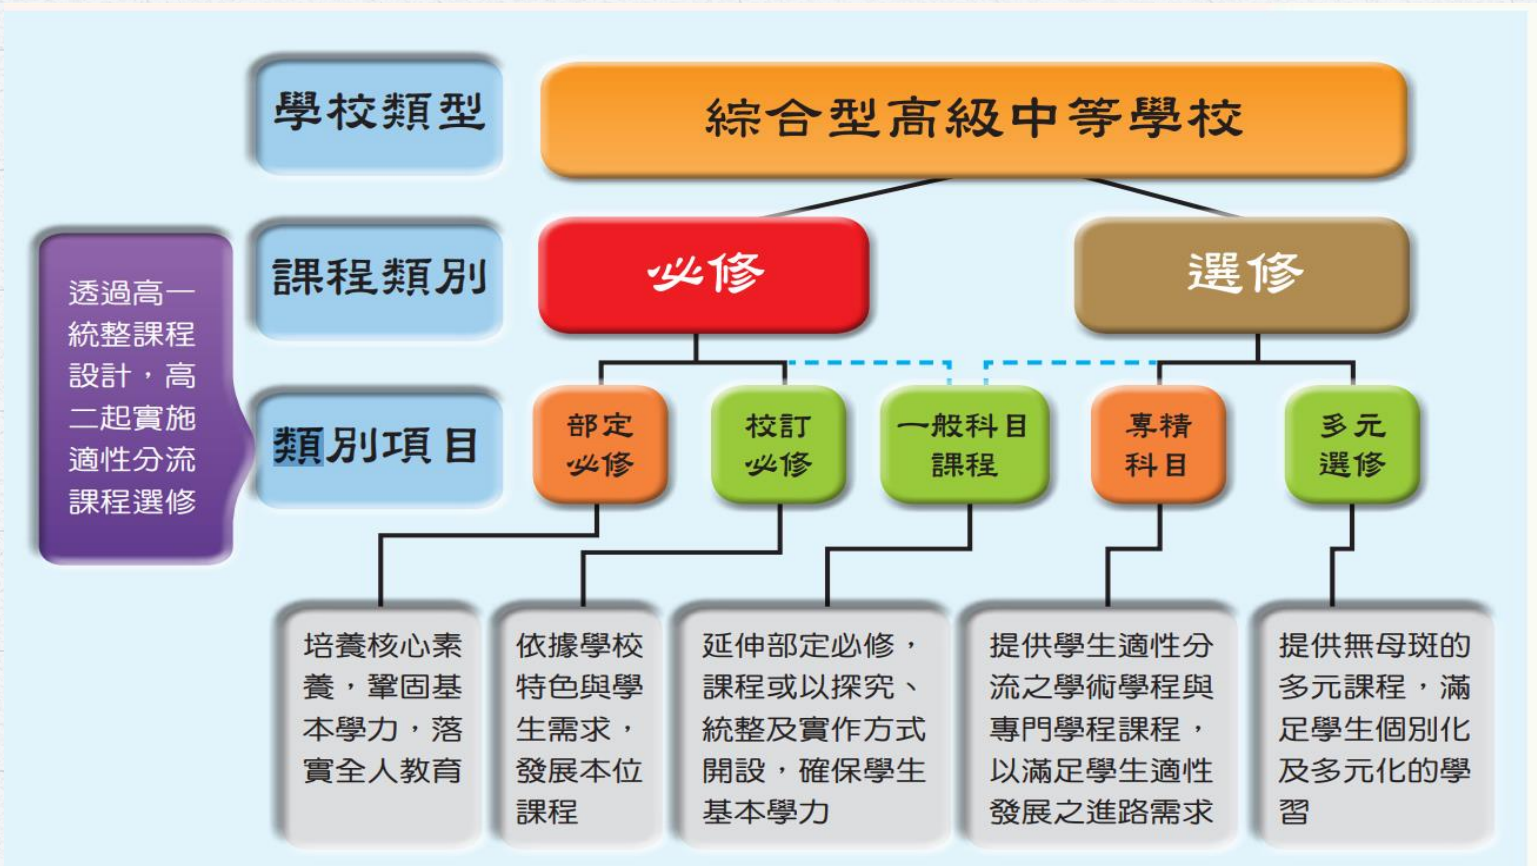 學校類型
綜合型高級中等學校
透過高一
統整課程
設計，高
二起實施
適性分流
課程選修
課程類別
必修
選修
類別項目
部定
必修
校訂
必修
一般科目
課程
專精
科目
多元
選修
培養核心素
養，鞏固基
本學力，落
實全人教育
依據學校
特色與學
生需求，
發展本位
課程
延伸部定必修，
課程或以探究、
統整及實作方式
開設，確保學生
基本學力
提供學生適性分
流之學術學程與
專門學程課程，
以滿足學生適性
發展之進路需求
提供無母班的
多元課程，滿
足學生個別化
及多元化的學
習